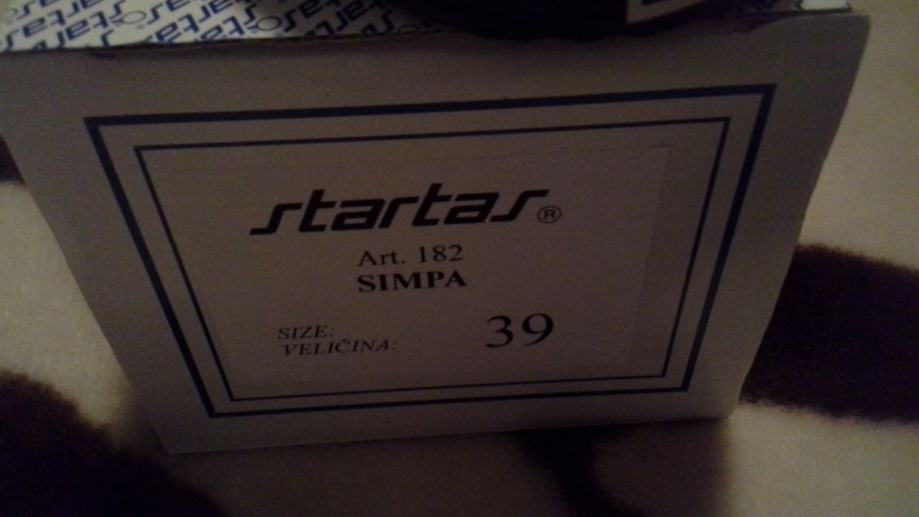 startas®
Art. 182
SIMPA
SIZE:
VELIČINA:
39